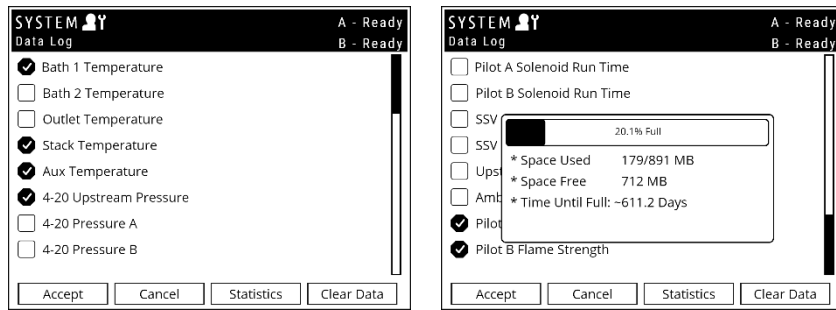 SYSTEM
A - Ready
Data Log
B - Ready
Bath 1 Temperature
Bath 2 Temperature
Outlet Temperature
Stack Temperature
Aux Temperature
4-20 Upstream Pressure
4-20 Pressure A
4-20 Pressure B
Accept
Cancel
Statistics
Clear Data
SYSTEM
A - Ready
Data Log
B - Ready
Pilot A Solenoid Run Time
Pilot B Solenoid Run Time
SSV
SSV
20.1% Full
* Space Used 179/891 MB
* Space Free 712 MB
* Time Until Full: ~611.2 Days
Pilot
Pilot B Flame Strength
Accept
Cancel
Statistics
Clear Data